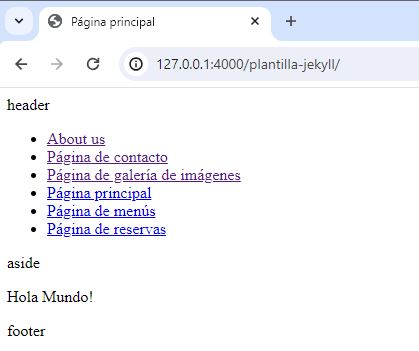 Página principal
127.0.0.1:4000/plantilla-jekyll/
header
About us
Página de contacto
Página de galería de imágenes
Página principal
Página de menús
Página de reservas
aside
Hola Mundo!
footer